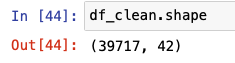 In [44]: df_clean.shape
Out[44]: (39717, 42)